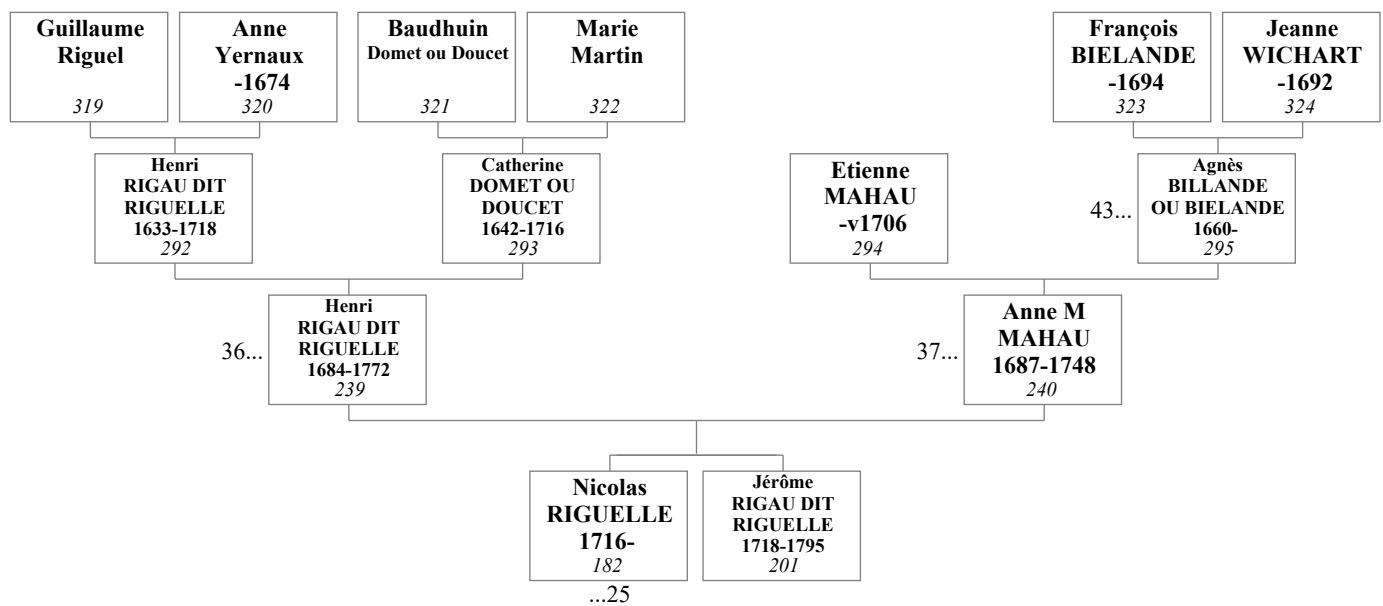 Guillaume
Riguel
319
Anne
Yernaux
-1674
320
Baudhuin
Domet ou Doucet
321
Marie
Martin
322
François
BIELANDE
-1694
323
Jeanne
WICHART
-1692
324
Henri
RIGAU DIT
RIGUELLE
1633-1718
292
Catherine
DOMET OU
DOUCET
1642-1716
293
Etienne
MAHAU
-v1706
294
43...
Agnès
BILLANDE
OU BIELANDE
1660-
295
36...
Henri
RIGAU DIT
RIGUELLE
1684-1772
239
37...
Anne M
MAHAU
1687-1748
240
Nicolas
RIGUELLE
1716-
182
...25
Jérôme
RIGAU DIT
RIGUELLE
1718-1795
201